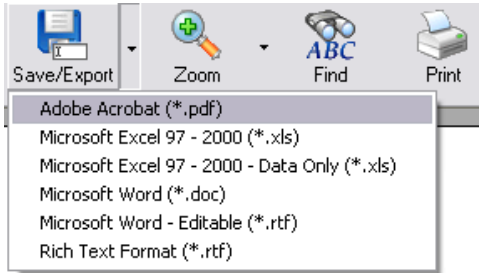 ABC
Save/Export Zoom Find Print
Adobe Acrobat (*.pdf)
Microsoft Excel 97 - 2000 (*.xls)
Microsoft Excel 97 - 2000 - Data Only (*.xls)
Microsoft Word (*.doc)
Microsoft Word - Editable (*.rtf)
Rich Text Format (*.rtf)